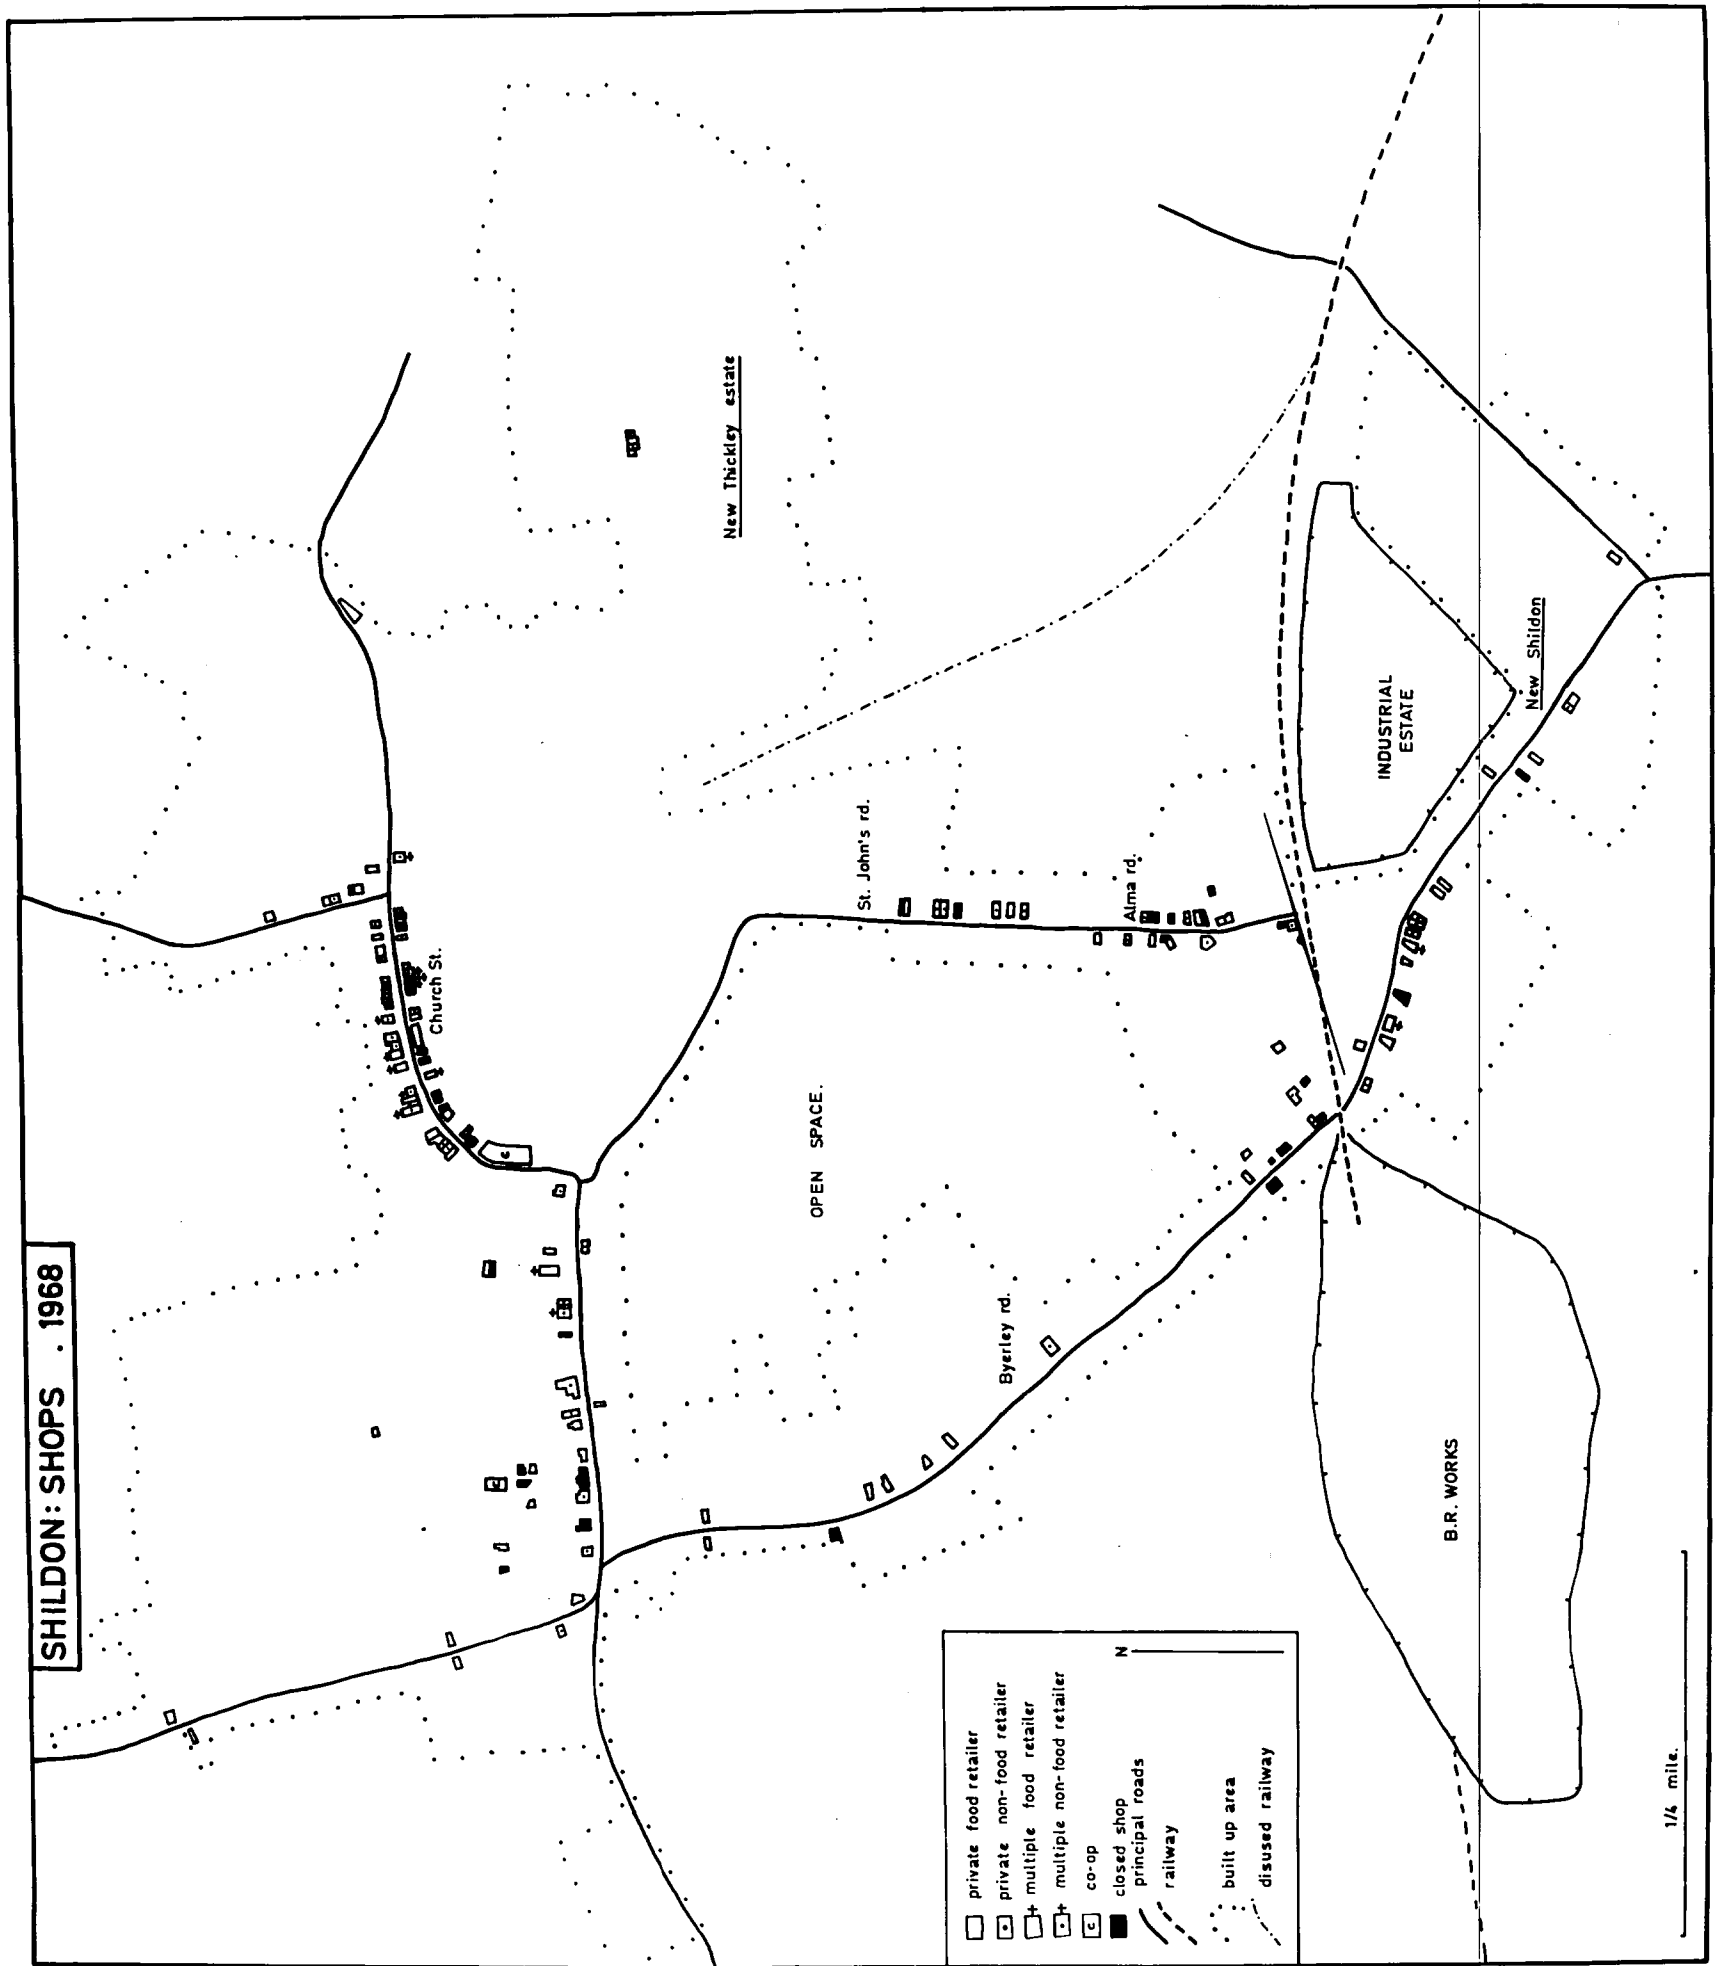 SHILDON: SHOPS . 1968
Church St.
New Thickley estate
St. John's rd.
Alma rd.
OPEN SPACE.
Byerley rd.
INDUSTRIAL
ESTATE
New Shildon
B.R. WORKS
private food retailer
private non-food retailer
multiple food retailer
multiple non-food retailer
c co-op
closed shop
principal roads
railway
built up area
disused railway
N
1/4 mile.
c